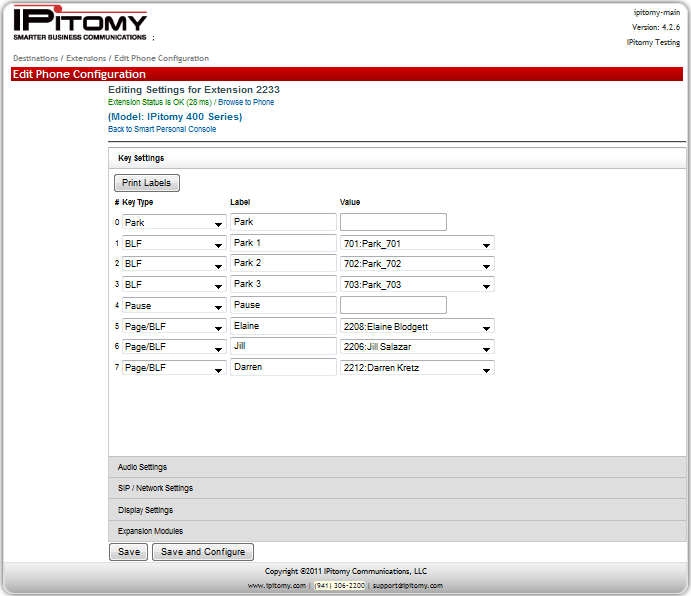 IPITOMY
SMARTER BUSINESS COMMUNICATIONS ;
ipitomy-main
Version: 4.2.6
IPitomy Testing
Destinations / Extensions / Edit Phone Configuration
Edit Phone Configuration
Editing Settings for Extension 2233
Extension Status is OK (28 ms) / Browse to Phone
(Model: IPitomy 400 Series)
Back to Smart Personal Console
Key Settings
Print Labels
# Key Type Label Value
0 Park Park
1 BLF Park 1 701:Park_701
2 BLF Park 2 702:Park_702
3 BLF Park 3 703:Park_703
4 Pause Pause
5 Page/BLF Elaine 2208:Elaine Blodgett
6 Page/BLF Jill 2206:Jill Salazar
7 Page/BLF Darren 2212:Darren Kretz
Audio Settings
SIP / Network Settings
Display Settings
Expansion Modules
Save Save and Configure
Copyright ©2011 IPitomy Communications, LLC
www.ipitomy.com | (941) 306-2200 | support@ipitomy.com